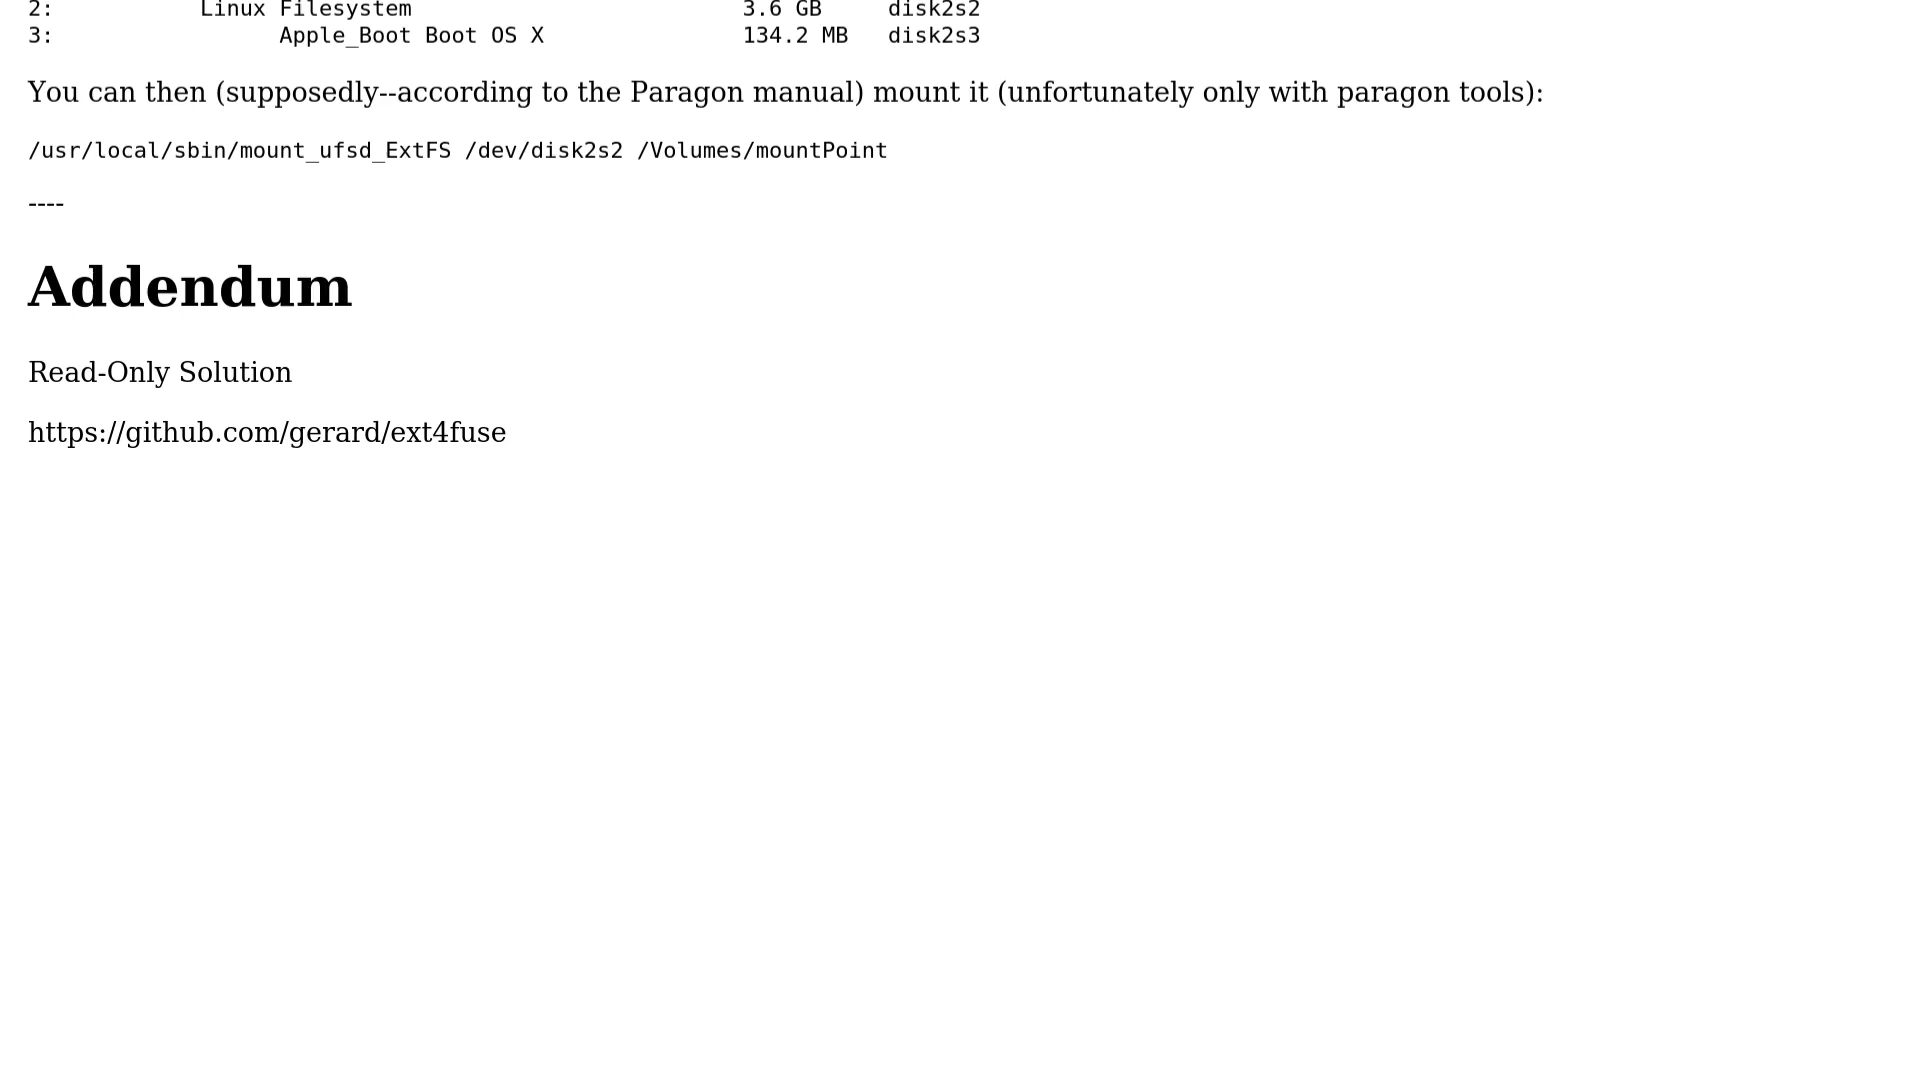 2:           Linux Filesystem                         3.6 GB     disk2s2
3:                 Apple_Boot Boot OS X               134.2 MB   disk2s3
You can then (supposedly--according to the Paragon manual) mount it (unfortunately only with paragon tools):
/usr/local/sbin/mount_ufsd_ExtFS /dev/disk2s2 /Volumes/mountPoint
----
Addendum
Read-Only Solution
https://github.com/gerard/ext4fuse